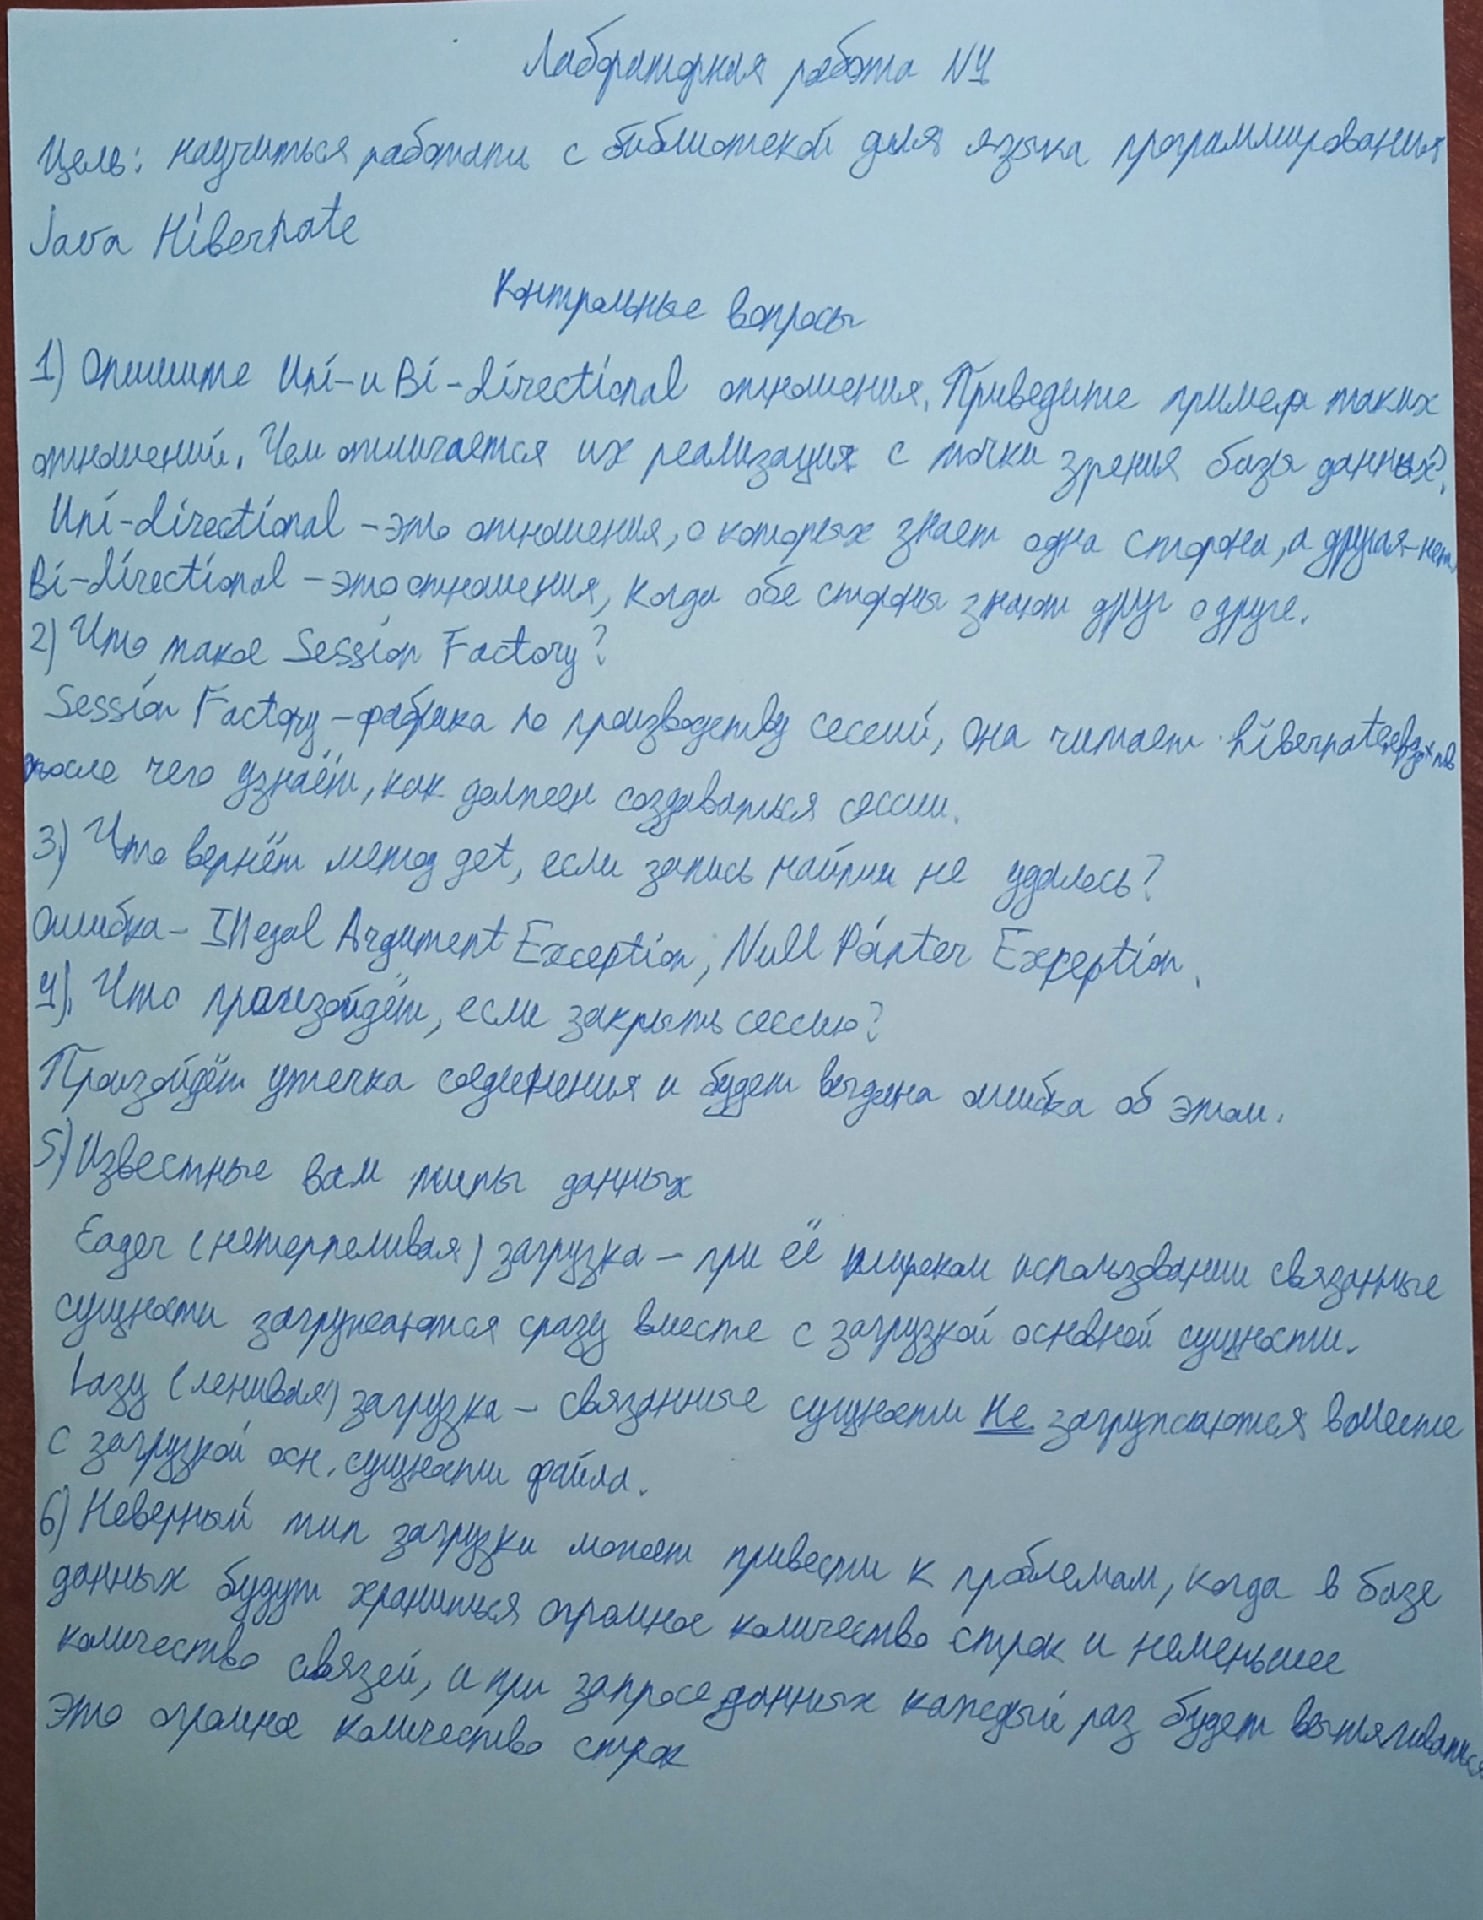 Лабораторная работа №1
Цель: научиться работать с библиотекой для языка программирования
Java Hibernate
Контрольные вопросы
1) Опишите Uni- и Bi-directional отношения. Приведите примеры таких
отношений. Чем отличается их реализация с точки зрения базы данных?
Uni-directional - это отношения, о которых знает одна сторона, а другая - нет.
Bi-directional - это отношения, когда обе стороны знают друг о друге.
2) Что такое Session Factory?
Session Factory - фабрика по производству сессий, она читает hibernate.cfg.xml
после чего узнаёт, как должен создаваться сессии.
3) Что вернёт метод get, если запись найти не удалось?
Ошибка - Illegal Argument Exception, Null Pointer Exception.
4). Что произойдёт, если закрыть сессию?
Произойдёт утечка соединения и будет выдана ошибка об этом.
5) Известные вам типы данных
Eager (нетерпеливая) загрузка - при её использовании связанные
сущности загружаются сразу вместе с загрузкой основной сущности.
Lazy (ленивая) загрузка - связанные сущности не загружаются вместе
с загрузкой осн. сущности файла.
6) Неверный тип загрузки может привести к проблемам, когда в базе
данных будут храниться огромное количество строк и неменьшее
количество связей, и при запросе данных каждый раз будет вытягиваться
это огромное количество строк